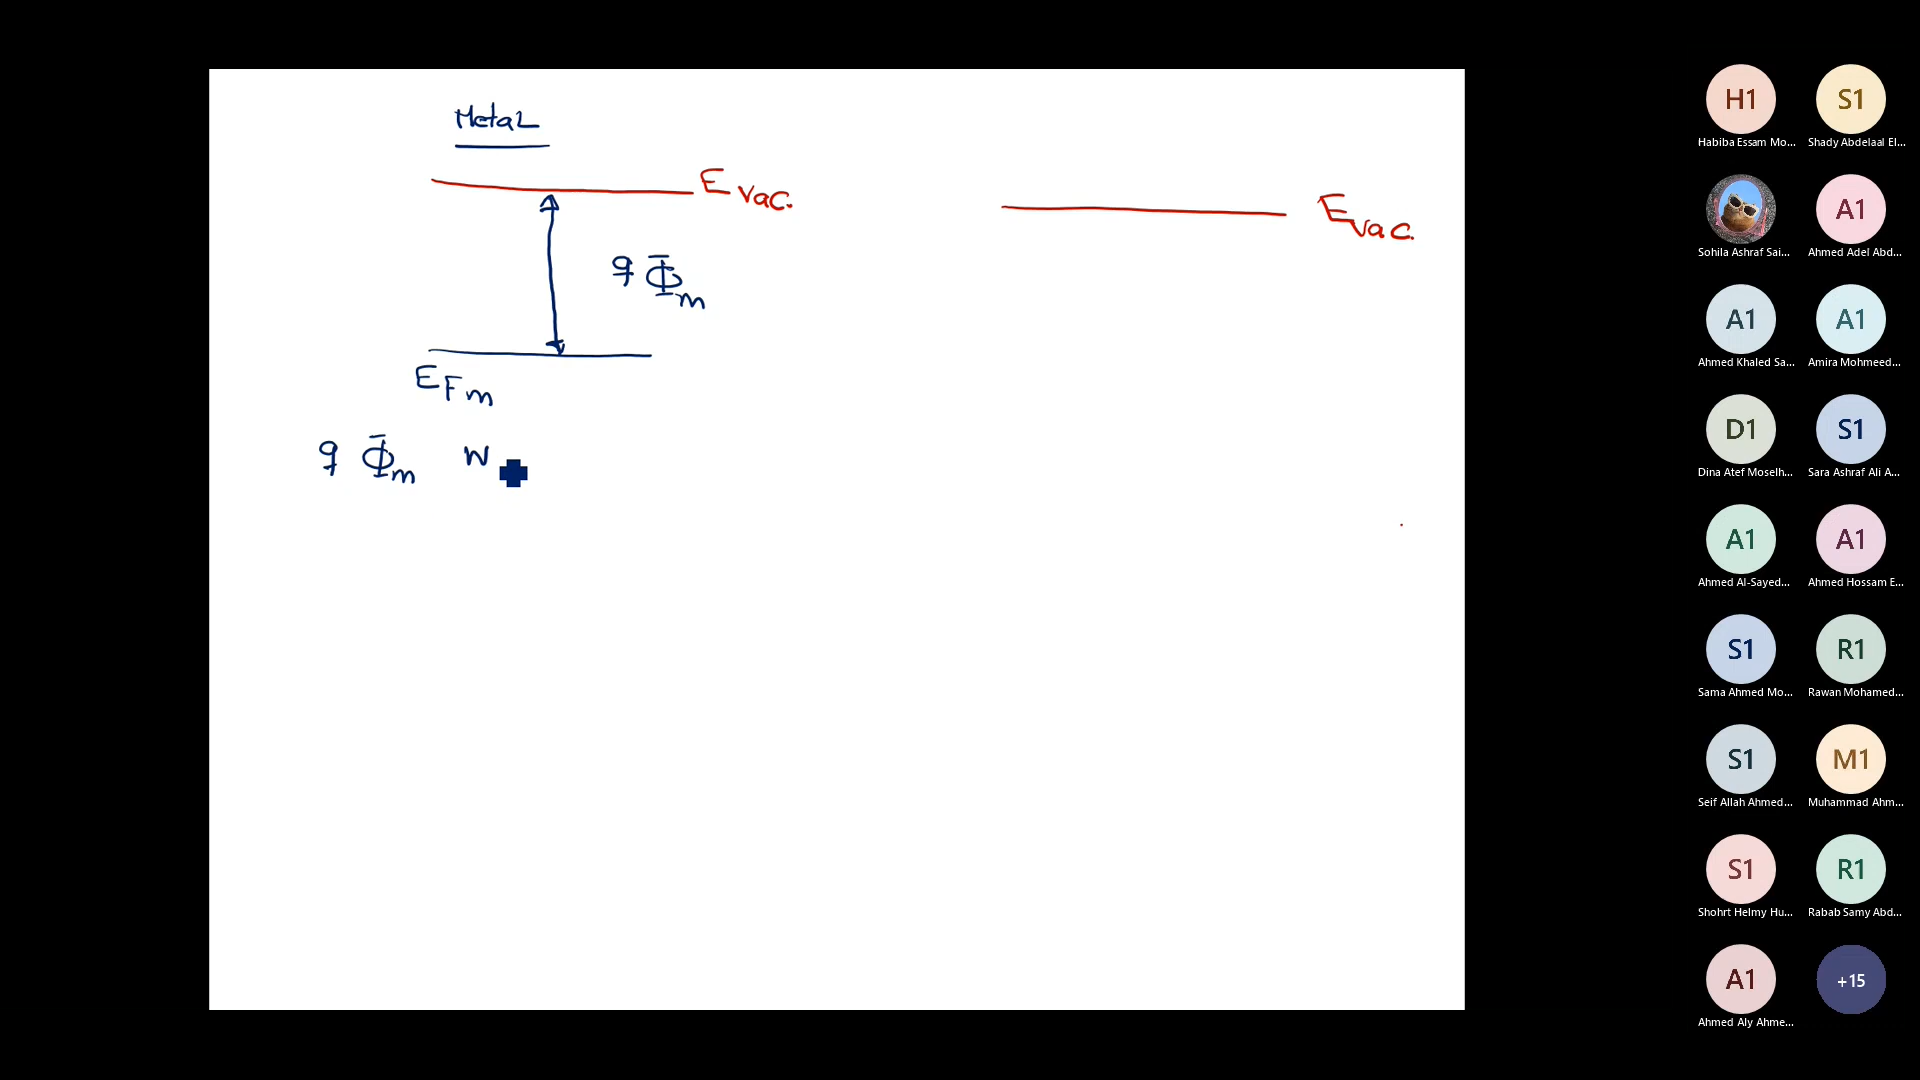 Metal
E vac.
E vac.
q Φm
EFm
q Φm W
H1 S1
Habiba Essam Mo... Shady Abdelaal El...
A1
Sohila Ashraf Sai... Ahmed Adel Abd...
A1 A1
Ahmed Khaled Sa... Amira Mohmeed...
D1 S1
Dina Atef Moselh... Sara Ashraf Ali A...
A1 A1
Ahmed Al-Sayed... Ahmed Hossam E...
S1 R1
Sama Ahmed Mo... Rawan Mohamed...
S1 M1
Seif Allah Ahmed... Muhammad Ahm...
S1 R1
Shohrt Helmy Hu... Rabab Samy Abd...
A1 +15
Ahmed Aly Ahme...